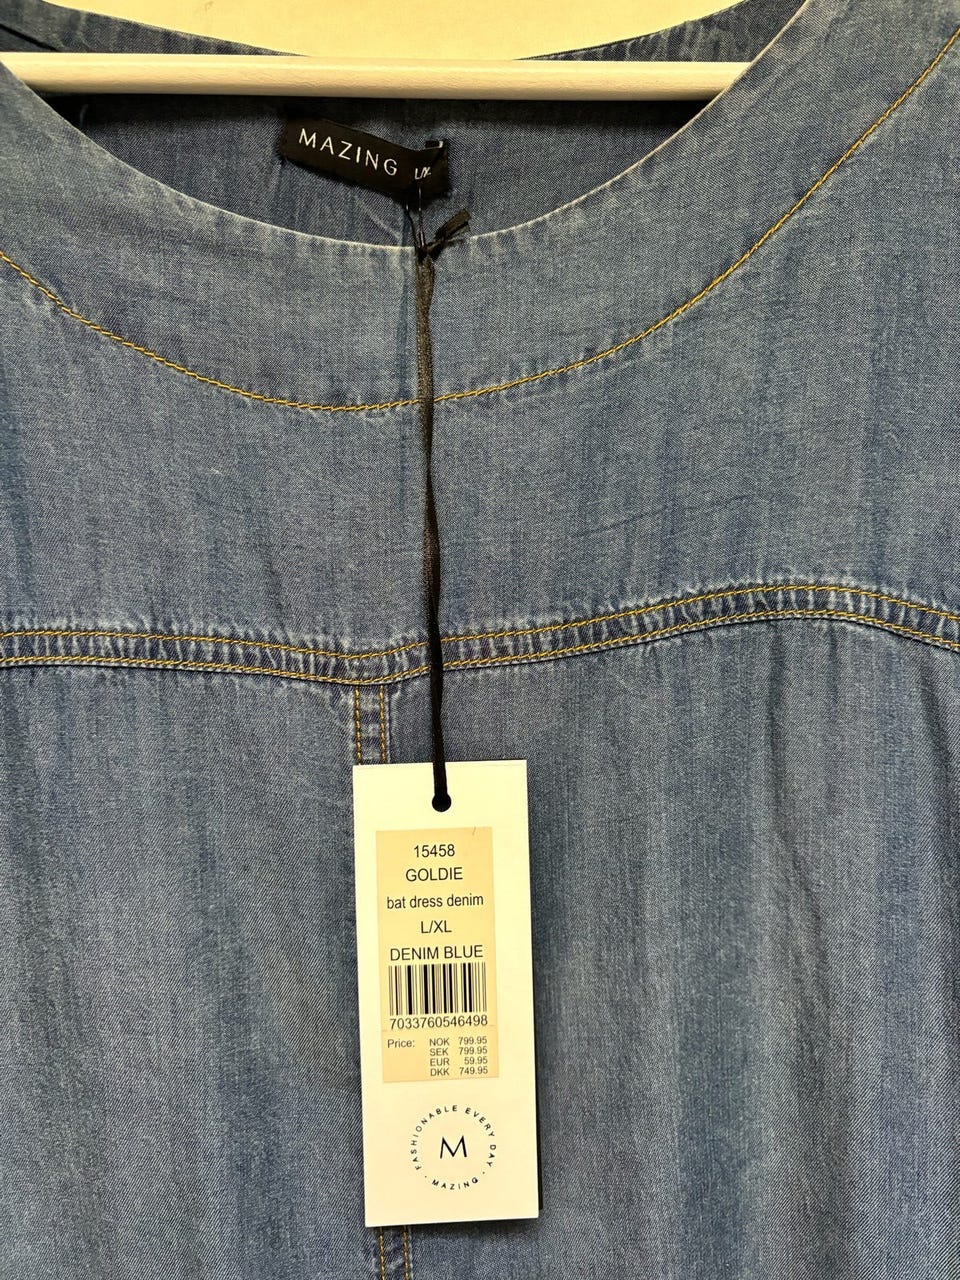 MAZING
15458
GOLDIE
bat dress denim
L/XL
DENIM BLUE
7033760546498
Price: NOK 799.95
SEK 799.95
EUR 59.95
DKK 749.95
FASHIONABLE EVERY DAY · MAZING ·
M